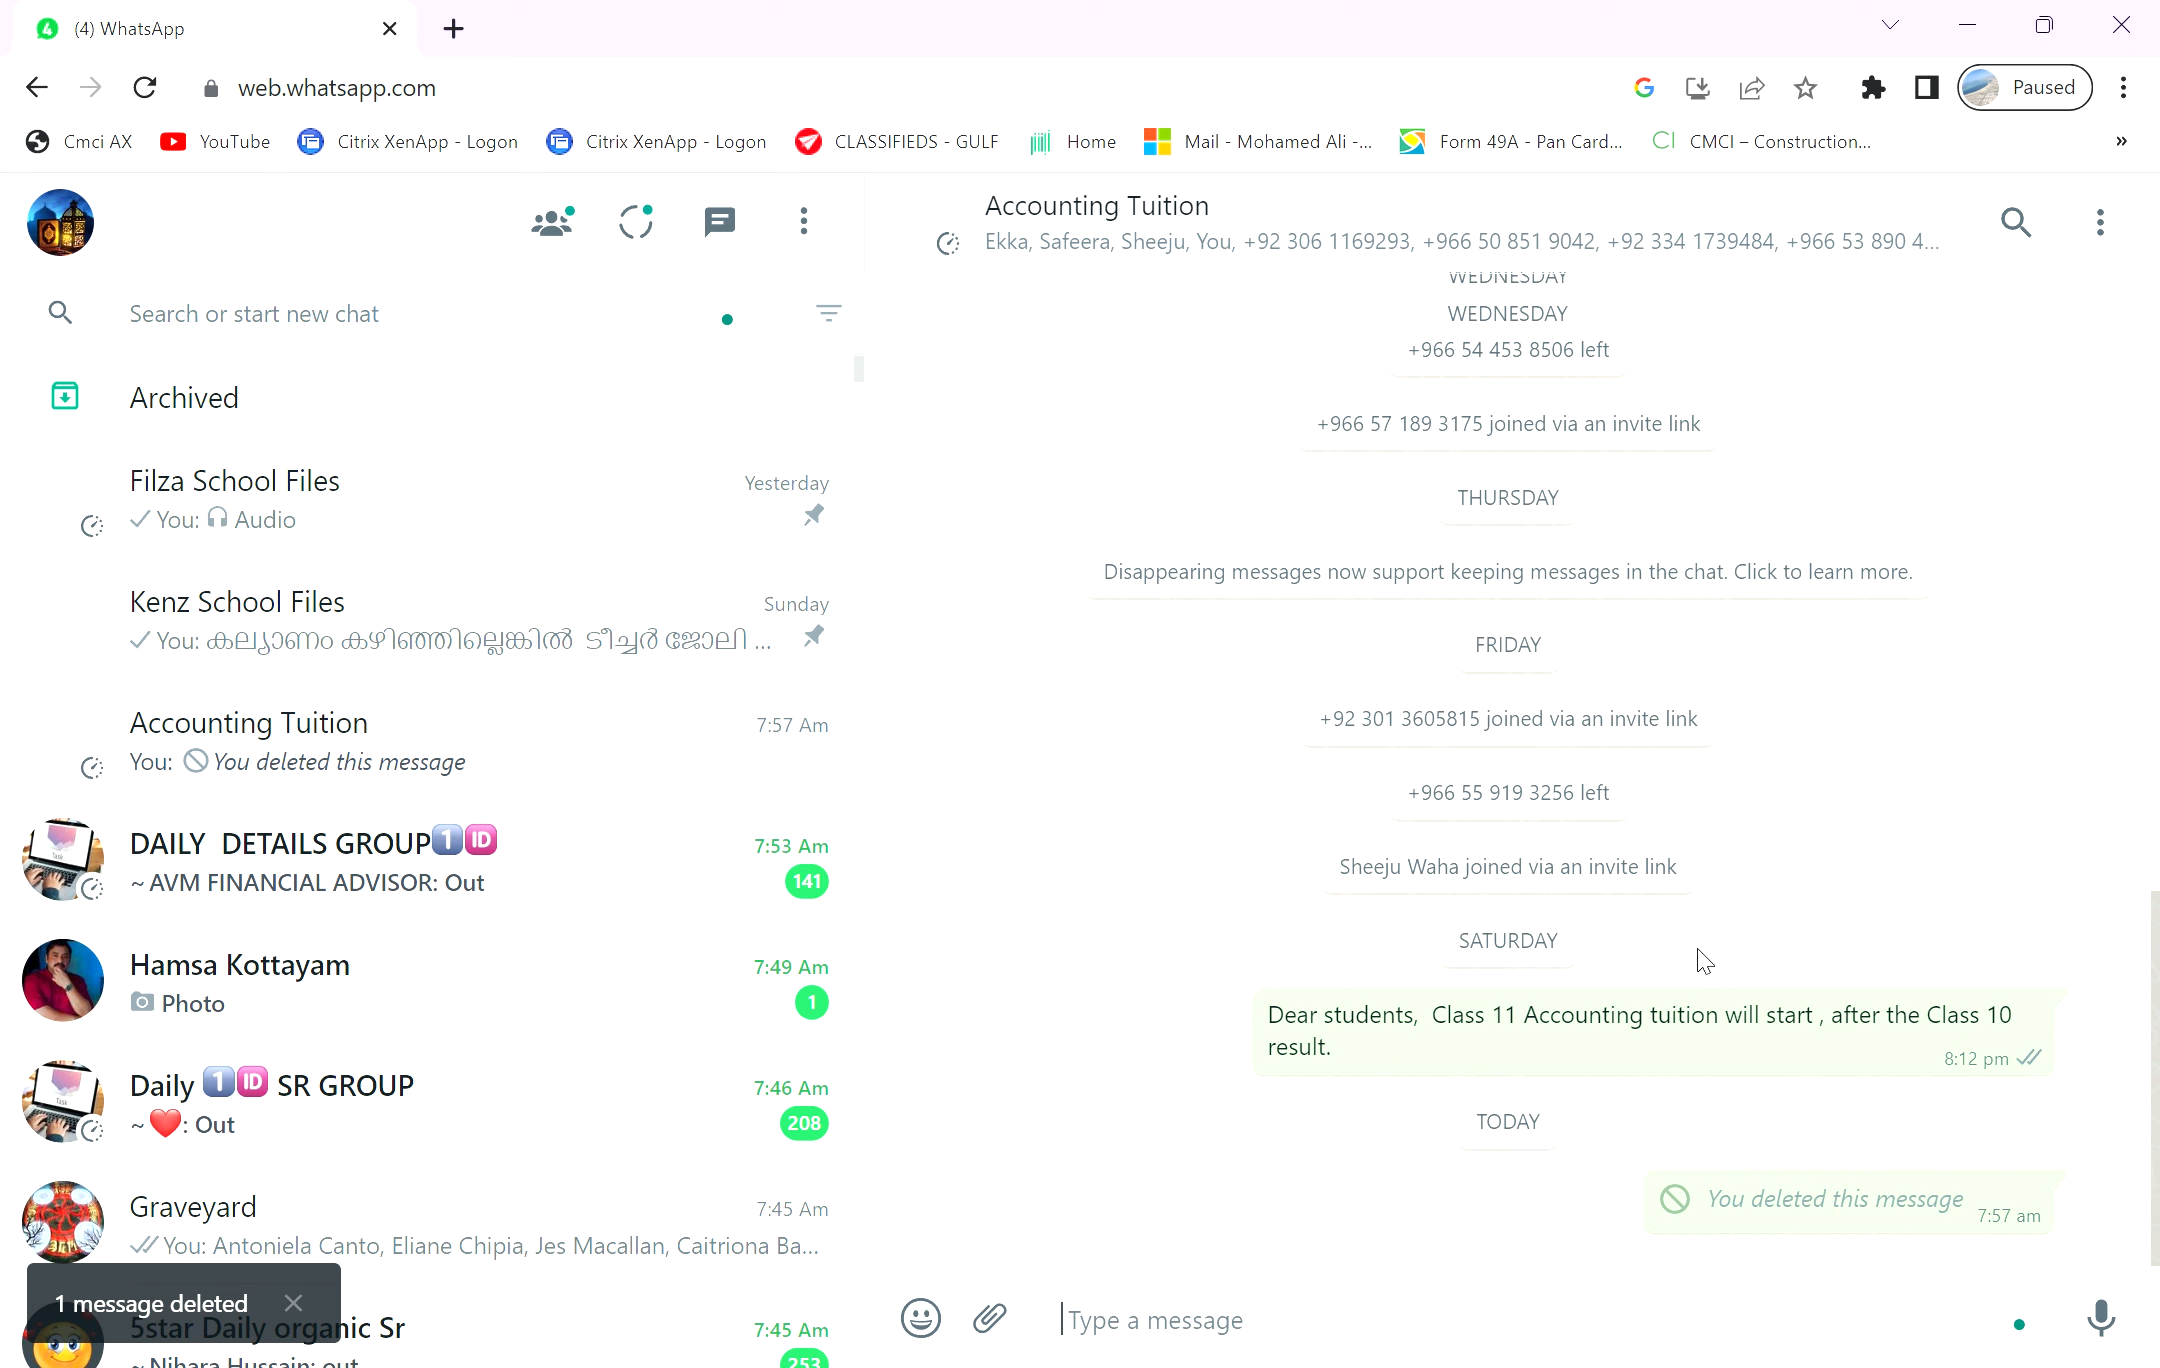 (4) WhatsApp
web.whatsapp.com
Paused
Cmci AX YouTube Citrix XenApp - Logon Citrix XenApp - Logon CLASSIFIEDS - GULF Home Mail - Mohamed Ali -... Form 49A - Pan Card... CMCI – Construction... »
Search or start new chat
Archived
Filza School Files Yesterday
You: Audio
Kenz School Files Sunday
You: കല്യാണം കഴിഞ്ഞില്ലെങ്കിൽ ടീച്ചർ ജോലി ...
Accounting Tuition 7:57 Am
You: You deleted this message
DAILY DETAILS GROUP1️⃣🆔 7:53 Am
~ AVM FINANCIAL ADVISOR: Out 141
Hamsa Kottayam 7:49 Am
Photo 1
Daily 1️⃣🆔 SR GROUP 7:46 Am
~ ❤️: Out 208
Graveyard 7:45 Am
You: Antoniela Canto, Eliane Chipia, Jes Macallan, Caitriona Ba...
1 message deleted
5star Daily organic Sr 7:45 Am
~ Nihara Hussain: out 253
Accounting Tuition
Ekka, Safeera, Sheeju, You, +92 306 1169293, +966 50 851 9042, +92 334 1739484, +966 53 890 4...
WEDNESDAY
WEDNESDAY
+966 54 453 8506 left
+966 57 189 3175 joined via an invite link
THURSDAY
Disappearing messages now support keeping messages in the chat. Click to learn more.
FRIDAY
+92 301 3605815 joined via an invite link
+966 55 919 3256 left
Sheeju Waha joined via an invite link
SATURDAY
Dear students, Class 11 Accounting tuition will start , after the Class 10
result.
8:12 pm
TODAY
You deleted this message
7:57 am
Type a message